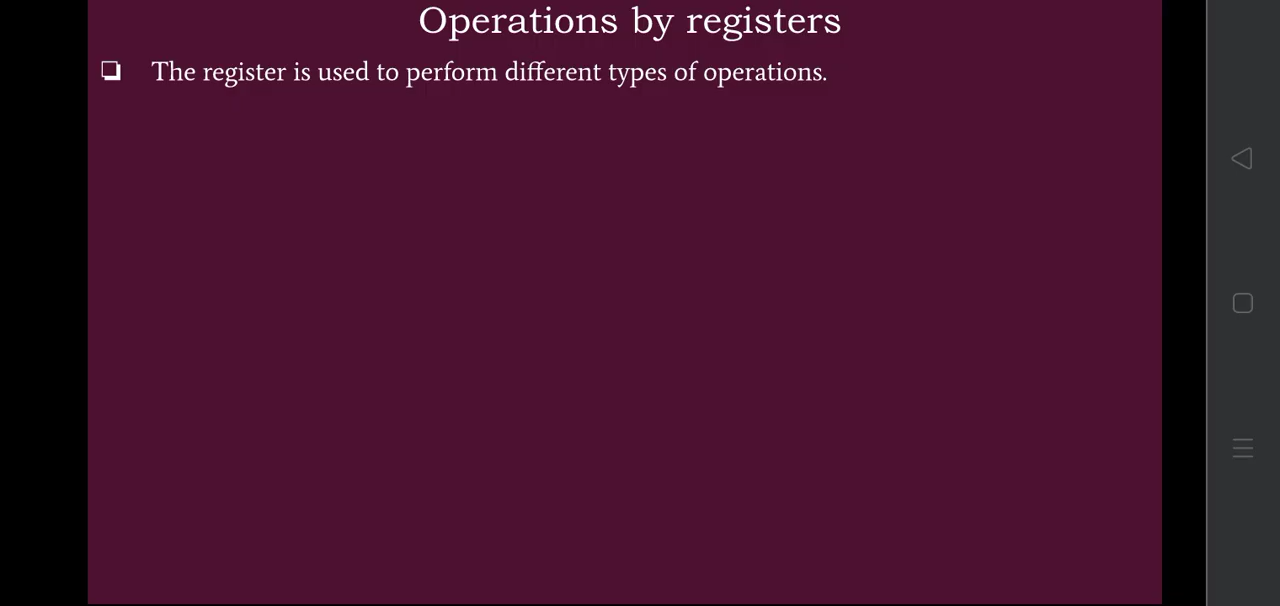 Operations by registers
❑ The register is used to perform different types of operations.